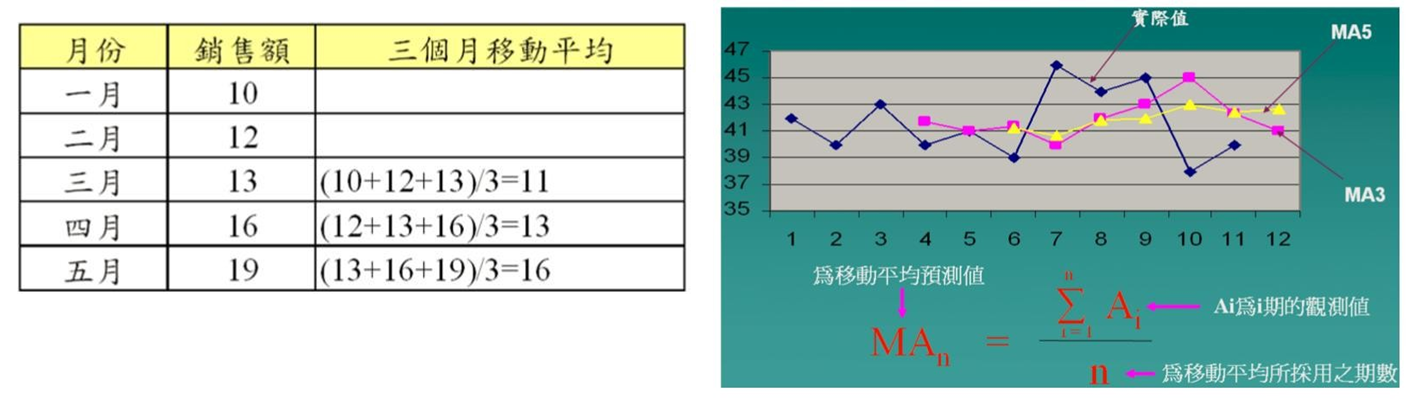 月份 銷售額 三個月移動平均
一月 10
二月 12
三月 13 (10+12+13)/3=11
四月 16 (12+13+16)/3=13
五月 19 (13+16+19)/3=16
實際值
MA5
47
45
43
41
39
37
35
MA3
1 2 3 4 5 6 7 8 9 10 11 12
爲移動平均預測值
n
Σ Ai
i=1
Ai爲i期的觀測值
MAn =
n
爲移動平均所採用之期數